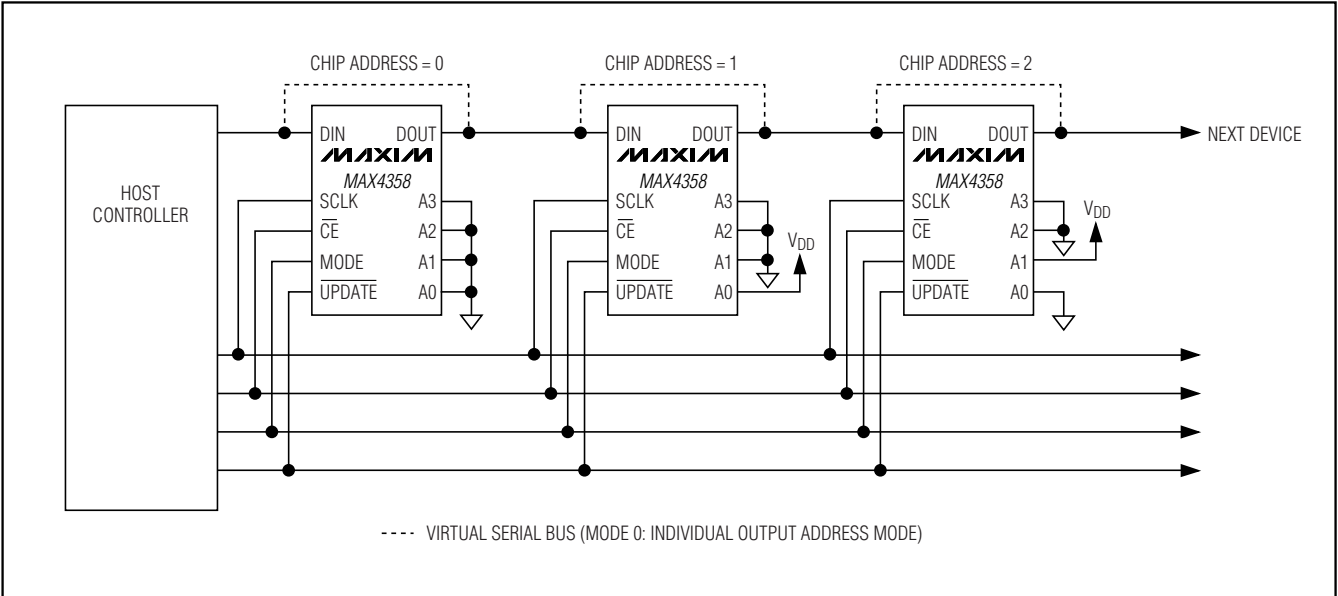 CHIP ADDRESS = 0
CHIP ADDRESS = 1
CHIP ADDRESS = 2
HOST
CONTROLLER
DIN
DOUT
MAXIM
MAX4358
SCLK
CE
MODE
UPDATE
A3
A2
A1
A0
DIN
DOUT
MAXIM
MAX4358
SCLK
CE
MODE
UPDATE
A3
A2
A1
A0
VDD
DIN
DOUT
MAXIM
MAX4358
SCLK
CE
MODE
UPDATE
A3
A2
A1
A0
VDD
NEXT DEVICE
VIRTUAL SERIAL BUS (MODE 0: INDIVIDUAL OUTPUT ADDRESS MODE)